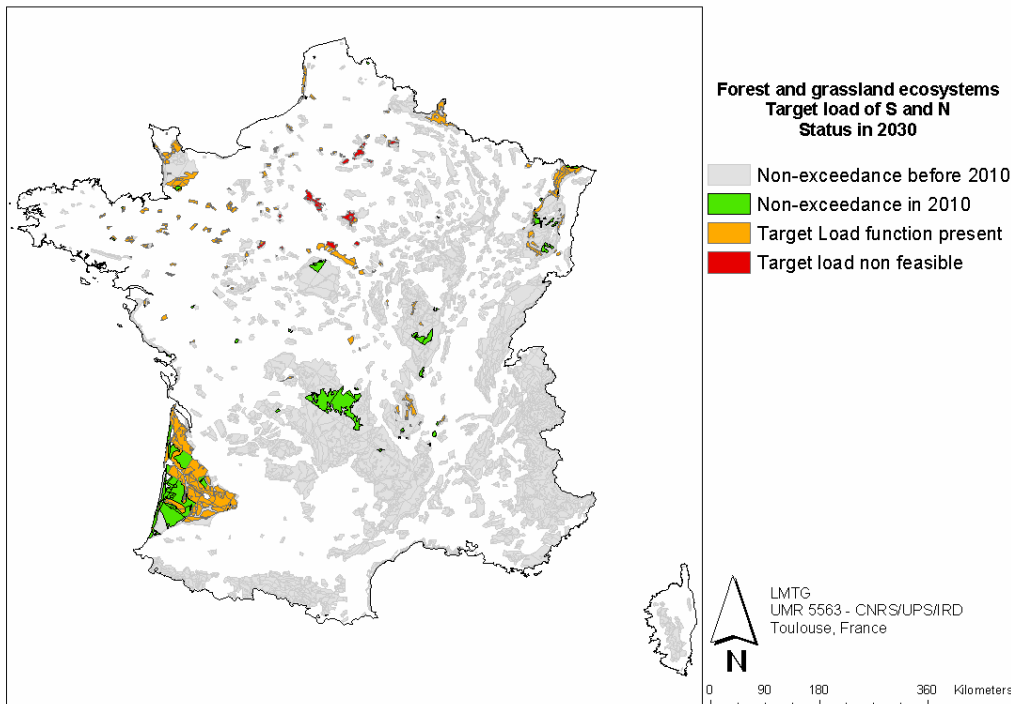 Forest and grassland ecosystems
Target load of S and N
Status in 2030
Non-exceedance before 2010
Non-exceedance in 2010
Target Load function present
Target load non feasible
LMTG
UMR 5563 - CNRS/UPS/IRD
Toulouse, France
N
0 90 180 360 Kilometers